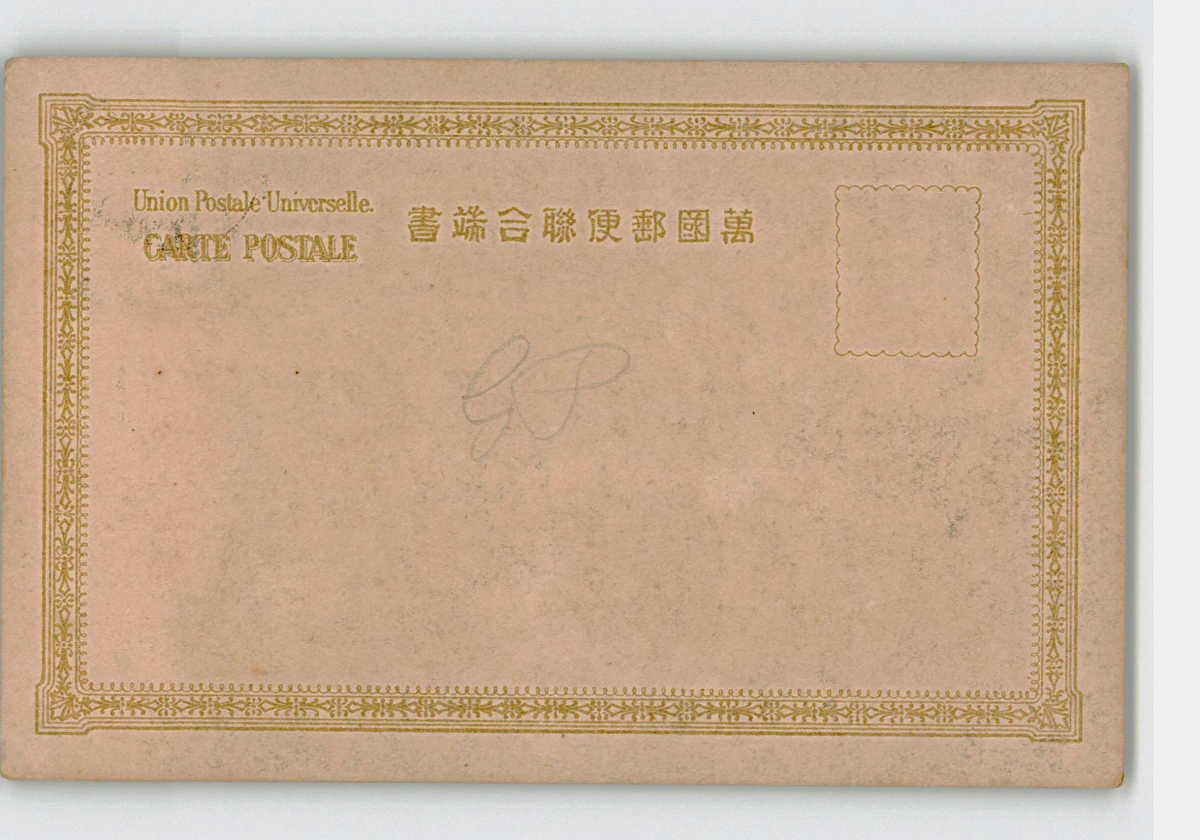 Union Postale Universelle.
CARTE POSTALE
萬國郵便聯合端書